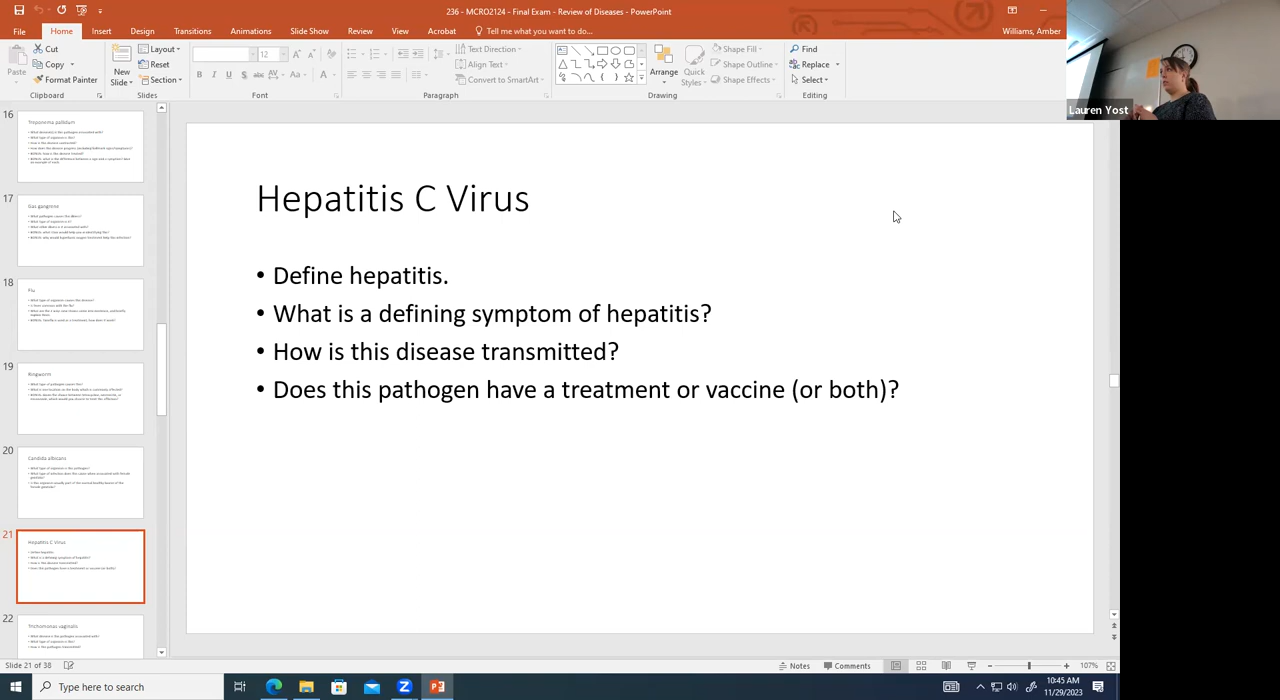 236 - MCRO2124 - Final Exam - Review of Diseases - PowerPoint
File
Home
Insert
Design
Transitions
Animations
Slide Show
Review
View
Acrobat
Tell me what you want to do...
Williams, Amber
Paste
Cut
Copy
Format Painter
Clipboard
New
Slide
Layout
Reset
Section
Slides
12
B I U S abc AV Aa A
Font
Text Direction
Align Text
Convert to SmartArt
Paragraph
Arrange
Quick
Styles
Shape Fill
Shape Outline
Shape Effects
Drawing
Find
Replace
Select
Editing
Lauren Yost
16
Treponema pallidum
17
Gas gangrene
18
Flu
19
Ringworm
20
Candida albicans
21
Hepatitis C Virus
22
Trichomonas vaginalis
Hepatitis C Virus
• Define hepatitis.
• What is a defining symptom of hepatitis?
• How is this disease transmitted?
• Does this pathogen have a treatment or vaccine (or both)?
Slide 21 of 38
Notes
Comments
107%
Type here to search
10:45 AM
11/29/2023